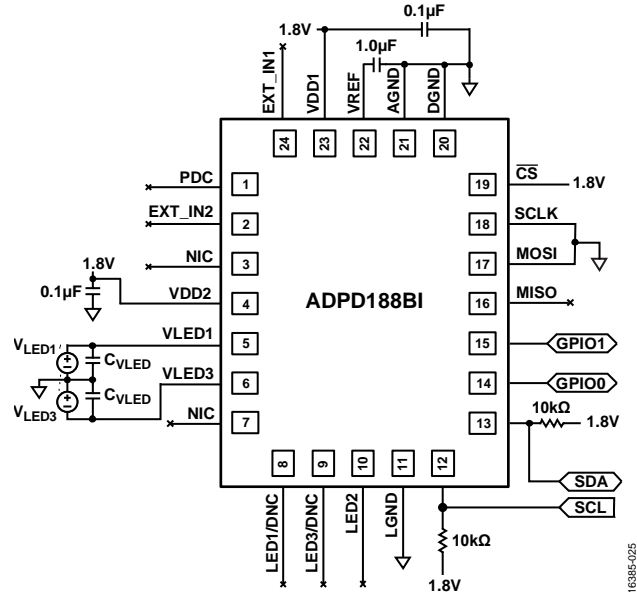 0.1µF
1.8V
1.0µF
EXT_IN1
VDD1
VREF
AGND
DGND
24
23
22
21
20
PDC
1
19
CS
1.8V
EXT_IN2
2
18
SCLK
NIC
3
17
MOSI
1.8V
0.1µF
VDD2
4
ADPD188BI
16
MISO
VLED1
5
15
GPIO1
VLED1
CVLED
CVLED
VLED3
6
14
GPIO0
VLED3
NIC
7
13
10kΩ
1.8V
8
9
10
11
12
SDA
SCL
LED1/DNC
LED3/DNC
LED2
LGND
10kΩ
1.8V
16385-025